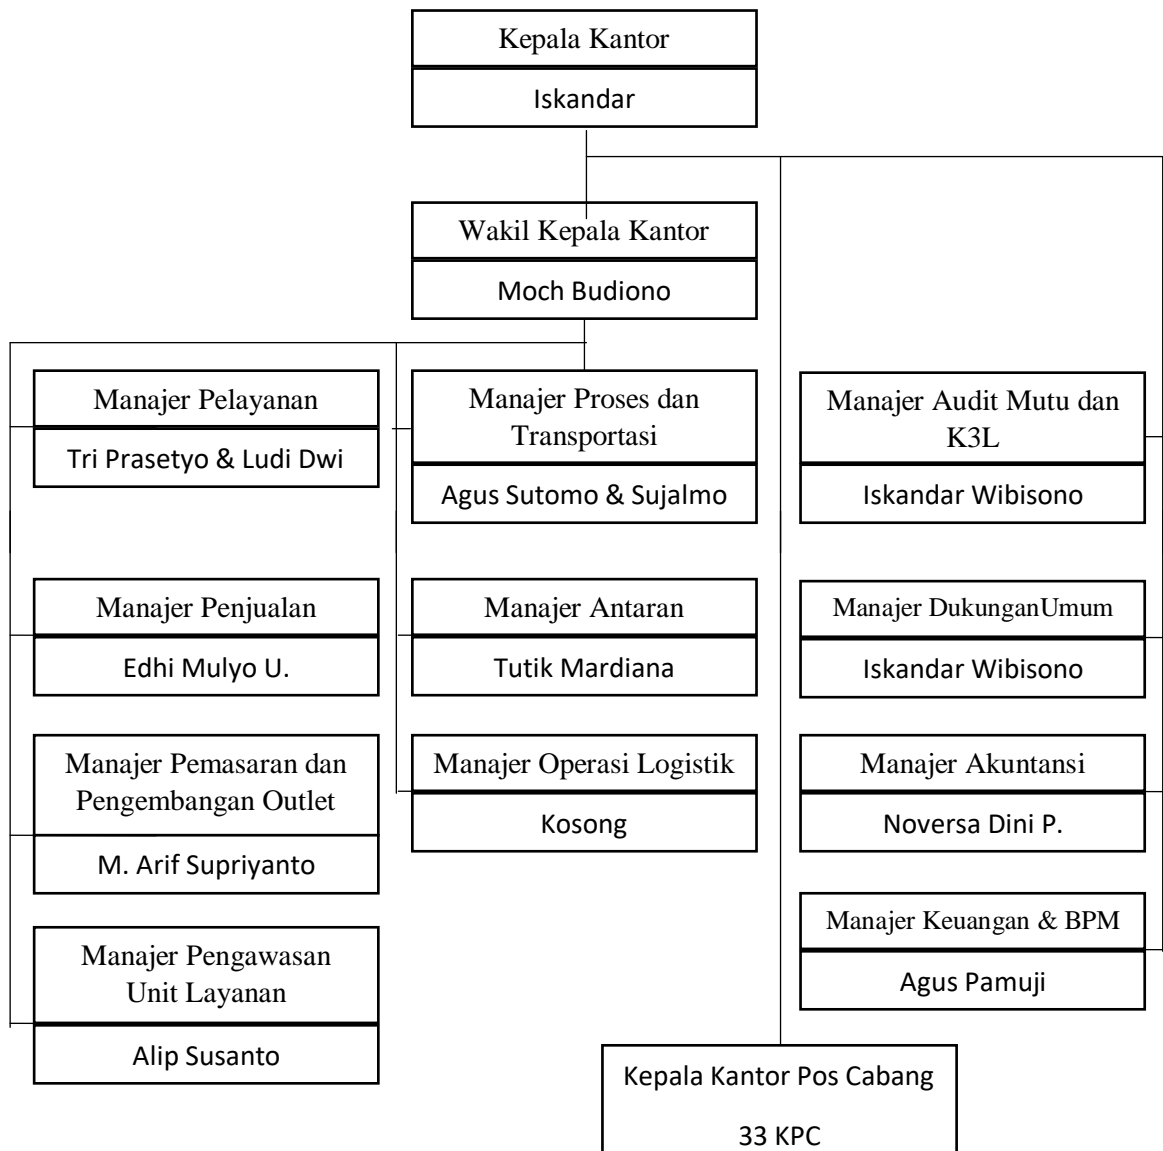 Kepala Kantor
Iskandar
Wakil Kepala Kantor
Moch Budiono
Manajer Pelayanan
Tri Prasetyo & Ludi Dwi
Manajer Proses dan
Transportasi
Agus Sutomo & Sujalmo
Manajer Audit Mutu dan
K3L
Iskandar Wibisono
Manajer Penjualan
Edhi Mulyo U.
Manajer Antaran
Tutik Mardiana
Manajer DukunganUmum
Iskandar Wibisono
Manajer Pemasaran dan
Pengembangan Outlet
M. Arif Supriyanto
Manajer Operasi Logistik
Kosong
Manajer Akuntansi
Noversa Dini P.
Manajer Pengawasan
Unit Layanan
Alip Susanto
Manajer Keuangan & BPM
Agus Pamuji
Kepala Kantor Pos Cabang
33 KPC